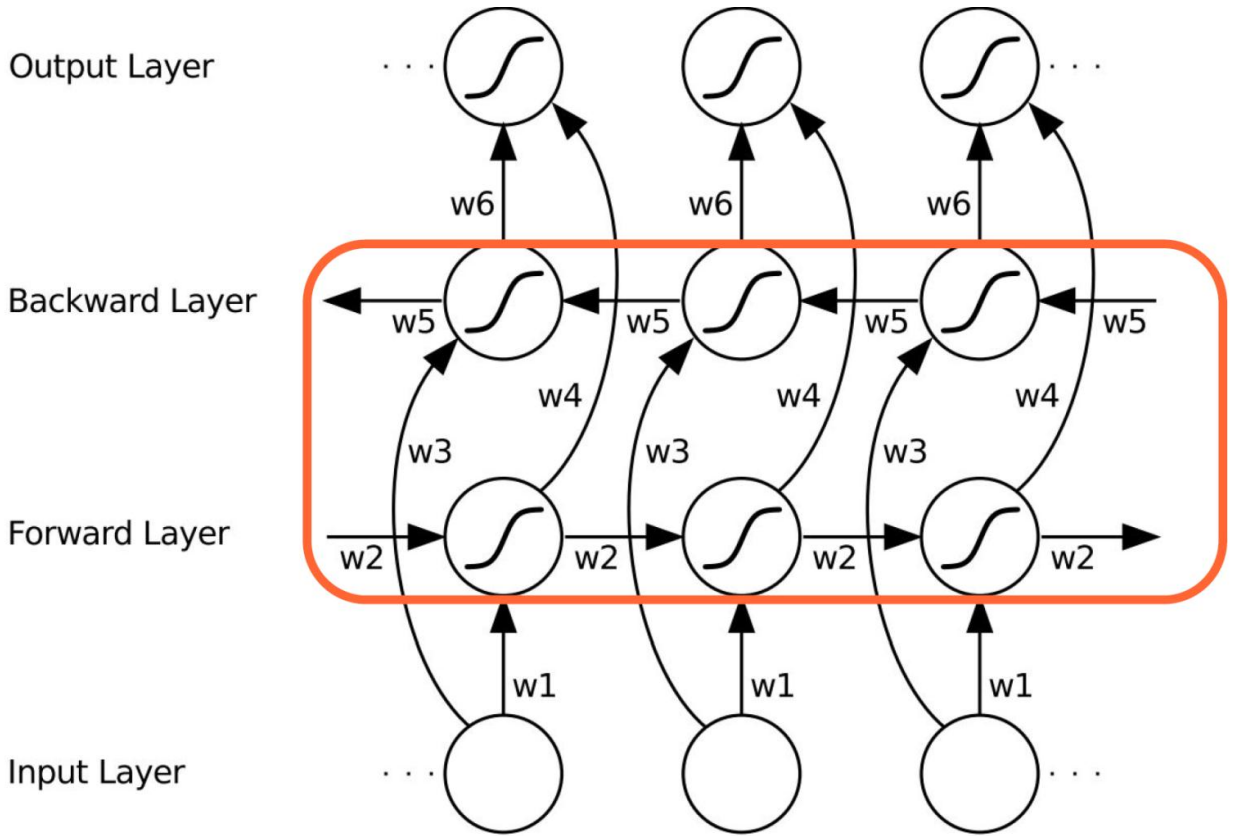 Output Layer · · · · · ·
w6 w6 w6
Backward Layer
w5 w5 w5 w5
w4 w4 w4
w3 w3 w3
Forward Layer
w2 w2 w2 w2
w1 w1 w1
Input Layer · · · · · ·